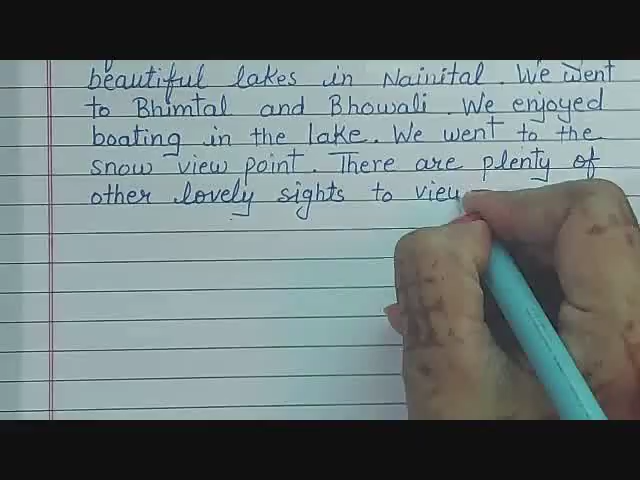 beautiful lakes in Nainital. We went
to Bhimtal and Bhowali. We enjoyed
boating in the lake. We went to the
snow view point. There are plenty of
other lovely sights to view